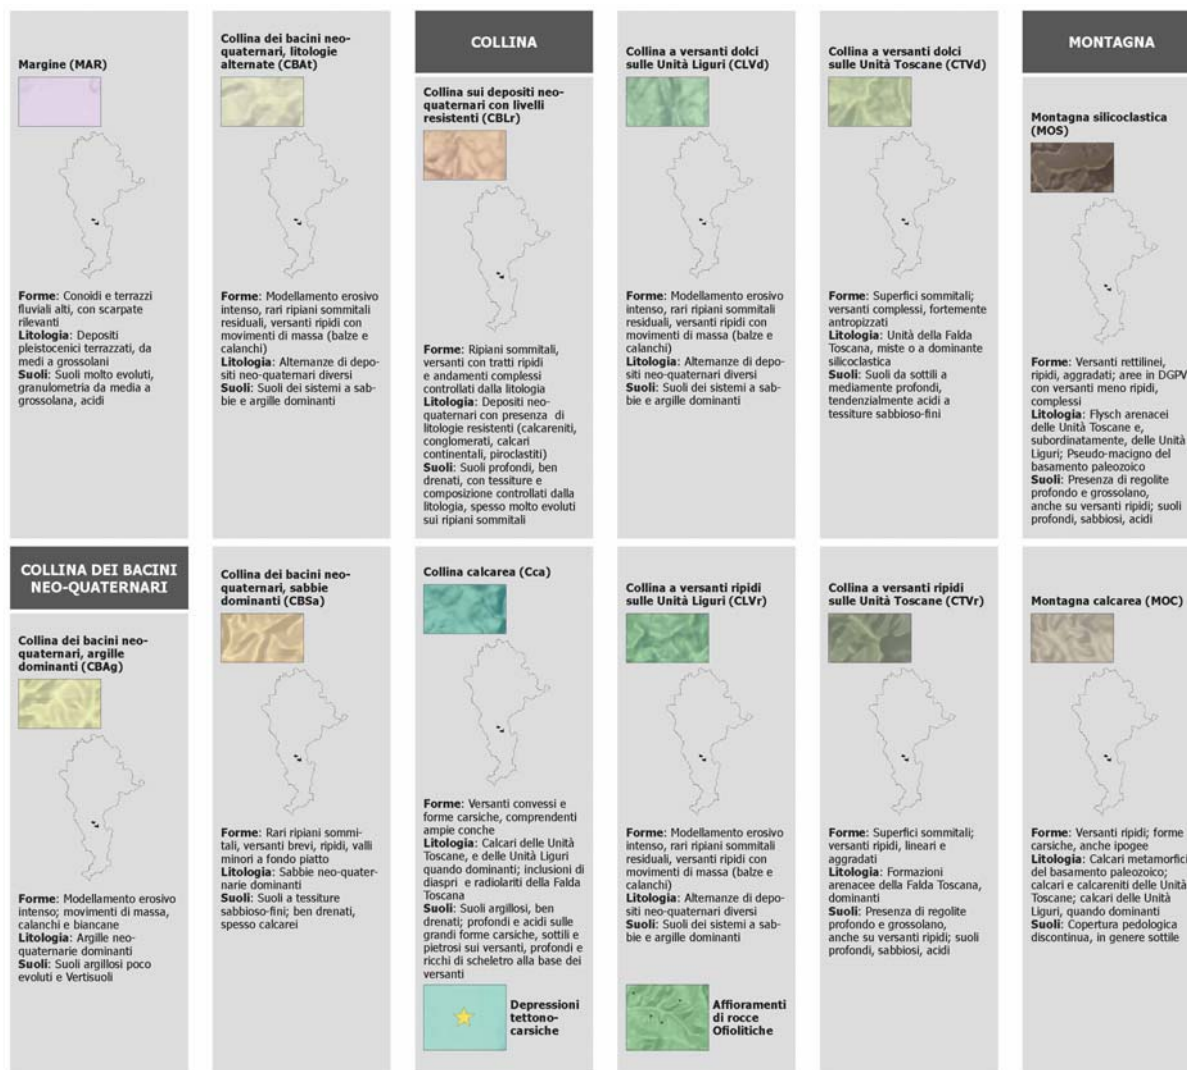 Margine (MAR)
Forme: Conoidi e terrazzi
fluviali alti, con scarpate
rilevanti
Litologia: Depositi
pleistocenici terrazzati, da
medi a grossolani
Suoli: Suoli molto evoluti,
granulometria da media a
grossolana, acidi
Collina dei bacini neo-
quaternari, litologie
alternate (CBAt)
Forme: Modellamento erosivo
intenso, rari ripiani sommitali
residuali, versanti ripidi con
movimenti di massa (balze e
calanchi)
Litologia: Alternanze di depo-
siti neo-quaternari diversi
Suoli: Suoli dei sistemi a sab-
bie e argille dominanti
COLLINA
Collina sui depositi neo-
quaternari con livelli
resistenti (CBLr)
Forme: Ripiani sommitali,
versanti con tratti ripidi
e andamenti complessi
controllati dalla litologia
Litologia: Depositi neo-
quaternari con presenza di
litologie resistenti (calcareniti,
conglomerati, calcari
continentali, piroclastiti)
Suoli: Suoli profondi, ben
drenati, con tessiture e
composizione controllati dalla
litologia, spesso molto evoluti
sui ripiani sommitali
Collina a versanti dolci
sulle Unità Liguri (CLVd)
Forme: Modellamento erosivo
intenso, rari ripiani sommitali
residuali, versanti ripidi con
movimenti di massa (balze e
calanchi)
Litologia: Alternanze di depo-
siti neo-quaternari diversi
Suoli: Suoli dei sistemi a sab-
bie e argille dominanti
Collina a versanti dolci
sulle Unità Toscane (CTVd)
Forme: Superfici sommitali;
versanti complessi, fortemente
antropizzati
Litologia: Unità della Falda
Toscana, miste o a dominante
silicoclastica
Suoli: Suoli da sottili a
mediamente profondi,
tendenzialmente acidi a
tessiture sabbioso-fini
MONTAGNA
Montagna silicoclastica
(MOS)
Forme: Versanti rettilinei,
ripidi, aggradati; aree in DGPV
con versanti meno ripidi,
complessi
Litologia: Flysch arenacei
delle Unità Toscane e,
subordinatamente, delle Unità
Liguri; Pseudo-macigno del
basamento paleozoico
Suoli: Presenza di regolite
profondo e grossolano,
anche su versanti ripidi; suoli
profondi, sabbiosi, acidi
COLLINA DEI BACINI
NEO-QUATERNARI
Collina dei bacini neo-
quaternari, argille
dominanti (CBAg)
Forme: Modellamento erosivo
intenso; movimenti di massa,
calanchi e biancane
Litologia: Argille neo-
quaternarie dominanti
Suoli: Suoli argillosi poco
evoluti e Vertisuoli
Collina dei bacini neo-
quaternari, sabbie
dominanti (CBSa)
Forme: Rari ripiani sommi-
tali, versanti brevi, ripidi, valli
minori a fondo piatto
Litologia: Sabbie neo-quater-
narie dominanti
Suoli: Suoli a tessiture
sabbioso-fini; ben drenati,
spesso calcarei
Collina calcarea (Cca)
Forme: Versanti convessi e
forme carsiche, comprendenti
ampie conche
Litologia: Calcari delle Unità
Toscane, e delle Unità Liguri
quando dominanti; inclusioni di
diaspri e radiolariti della Falda
Toscana
Suoli: Suoli argillosi, ben
drenati; profondi e acidi sulle
grandi forme carsiche, sottili e
pietrosi sui versanti, profondi e
ricchi di scheletro alla base dei
versanti
Depressioni
tettono-
carsiche
Collina a versanti ripidi
sulle Unità Liguri (CLVr)
Forme: Modellamento erosivo
intenso, rari ripiani sommitali
residuali, versanti ripidi con
movimenti di massa (balze e
calanchi)
Litologia: Alternanze di depo-
siti neo-quaternari diversi
Suoli: Suoli dei sistemi a sab-
bie e argille dominanti
Affioramenti
di rocce
Ofiolitiche
Collina a versanti ripidi
sulle Unità Toscane (CTVr)
Forme: Superfici sommitali;
versanti ripidi, lineari e
aggradati
Litologia: Formazioni
arenacee della Falda Toscana,
dominanti
Suoli: Presenza di regolite
profondo e grossolano,
anche su versanti ripidi; suoli
profondi, sabbiosi, acidi
Montagna calcarea (MOC)
Forme: Versanti ripidi; forme
carsiche, anche ipogee
Litologia: Calcari metamorfici
del basamento paleozoico;
calcari e calcareniti delle Unità
Toscane; calcari delle Unità
Liguri, quando dominanti
Suoli: Copertura pedologica
discontinua, in genere sottile